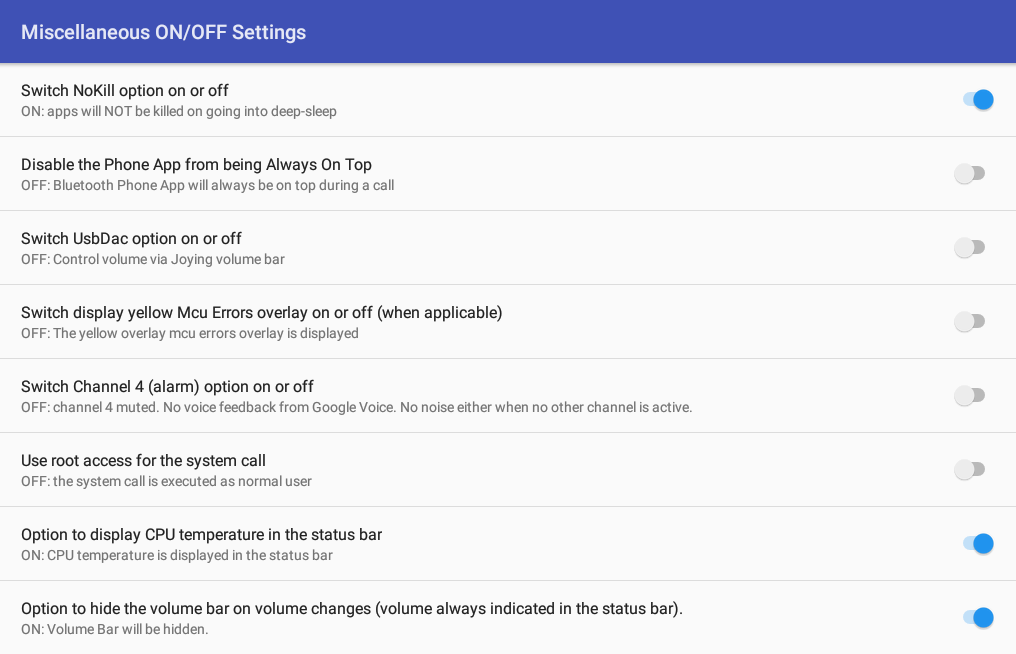 Miscellaneous ON/OFF Settings
Switch NoKill option on or off
ON: apps will NOT be killed on going into deep-sleep
Disable the Phone App from being Always On Top
OFF: Bluetooth Phone App will always be on top during a call
Switch UsbDac option on or off
OFF: Control volume via Joying volume bar
Switch display yellow Mcu Errors overlay on or off (when applicable)
OFF: The yellow overlay mcu errors overlay is displayed
Switch Channel 4 (alarm) option on or off
OFF: channel 4 muted. No voice feedback from Google Voice. No noise either when no other channel is active.
Use root access for the system call
OFF: the system call is executed as normal user
Option to display CPU temperature in the status bar
ON: CPU temperature is displayed in the status bar
Option to hide the volume bar on volume changes (volume always indicated in the status bar).
ON: Volume Bar will be hidden.